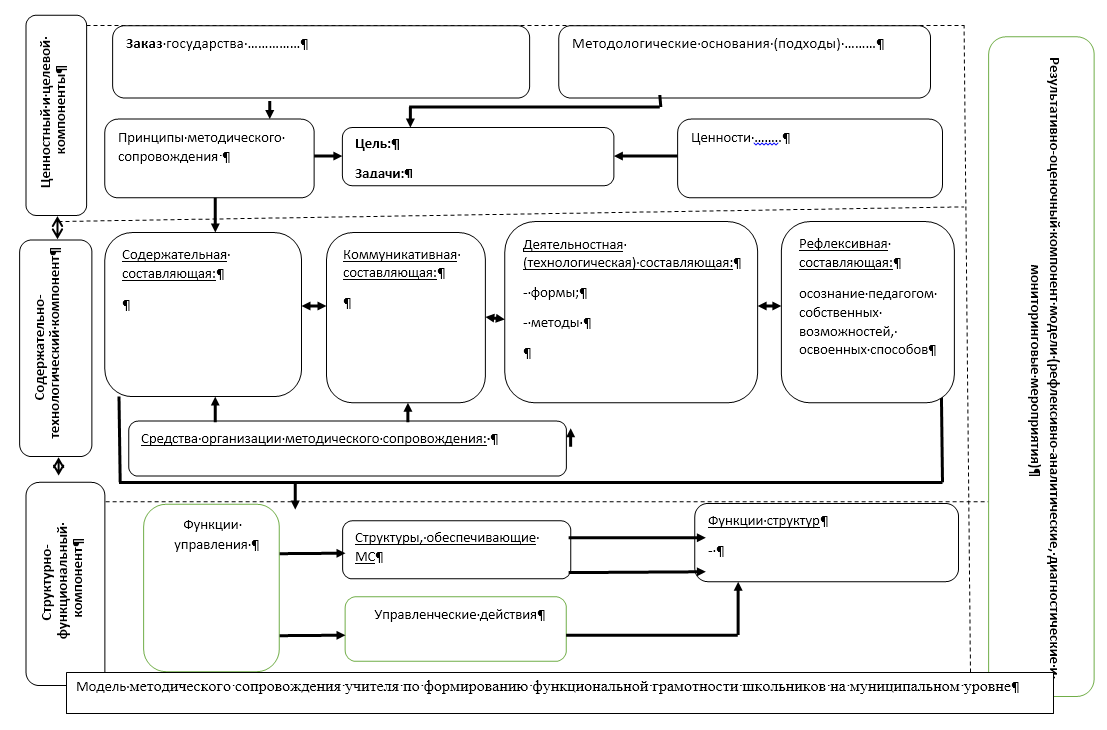 Ценностный·и·целевой·
компоненты¶
Заказ·государства·……………¶
Методологические·основания·(подходы)·………¶
Принципы·методического·
сопровождения·¶
Цель:¶
Задачи:¶
Ценности·……..¶
Содержательно-
технологический·компонент¶
Содержательная·
составляющая:¶
¶
Коммуникативная·
составляющая:¶
¶
Деятельностная·
(технологическая)·составляющая:¶
-·формы;¶
-·методы·¶
¶
Рефлексивная·
составляющая:¶
осознание·педагогом·
собственных·
возможностей,·
освоенных·способов¶
Средства·организации·методического·сопровождения:·¶
Структурно-
функциональный·
компонент¶
Функции·
управления·¶
Структуры,·обеспечивающие·
МС¶
Функции·структур¶
-·¶
Управленческие·действия¶
Результативно-оценочный·компонент·модели·(рефлексивно-аналитические,·диагностические·и·
мониторинговые·мероприятия)¶
Модель·методического·сопровождения·учителя·по·формированию·функциональной·грамотности·школьников·на·муниципальном·уровне¶